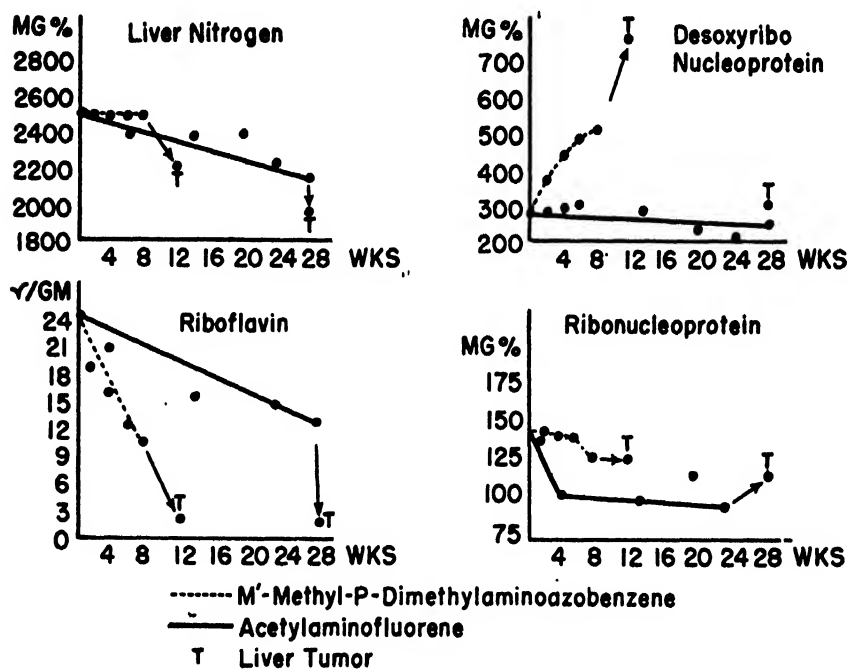 MG%
Liver Nitrogen
2800
2600
2400
2200
2000
1800
4 8 12 16 20 24 28 WKS
T
T
MG%
Desoxyribo
Nucleoprotein
700
600
500
400
300
200
4 8 12 16 20 24 28 WKS
T
T
γ/GM
Riboflavin
24
21
18
15
12
9
6
3
0
4 8 12 16 20 24 28 WKS
T
T
MG%
Ribonucleoprotein
175
150
125
100
75
4 8 12 16 20 24 28 WKS
T
T
M'-Methyl-P-Dimethylaminoazobenzene
Acetylaminofluorene
T Liver Tumor